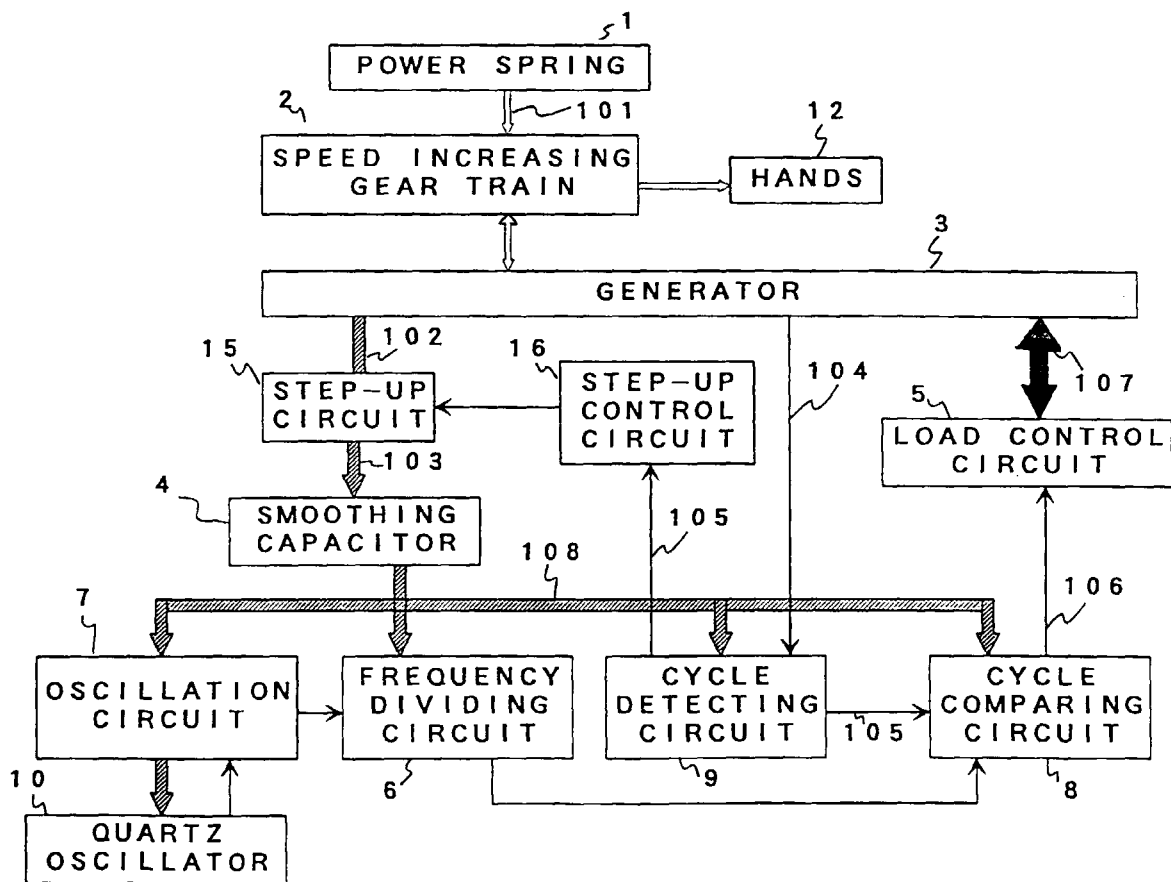 1
POWER SPRING
101
2
12
SPEED INCREASING
GEAR TRAIN
HANDS
3
GENERATOR
102
15
16
104
107
STEP-UP
CIRCUIT
STEP-UP
CONTROL
CIRCUIT
5
LOAD CONTROL
CIRCUIT
103
4
SMOOTHING
CAPACITOR
105
108
106
7
OSCILLATION
CIRCUIT
FREQUENCY
DIVIDING
CIRCUIT
CYCLE
DETECTING
CIRCUIT
105
CYCLE
COMPARING
CIRCUIT
10
6
9
8
QUARTZ
OSCILLATOR